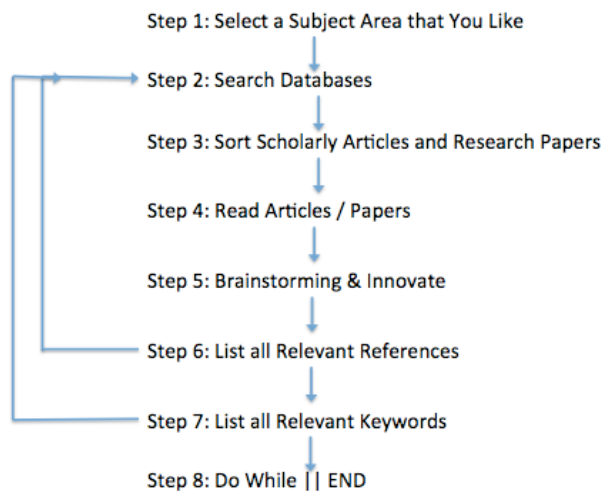 Step 1: Select a Subject Area that You Like
Step 2: Search Databases
Step 3: Sort Scholarly Articles and Research Papers
Step 4: Read Articles / Papers
Step 5: Brainstorming & Innovate
Step 6: List all Relevant References
Step 7: List all Relevant Keywords
Step 8: Do While || END